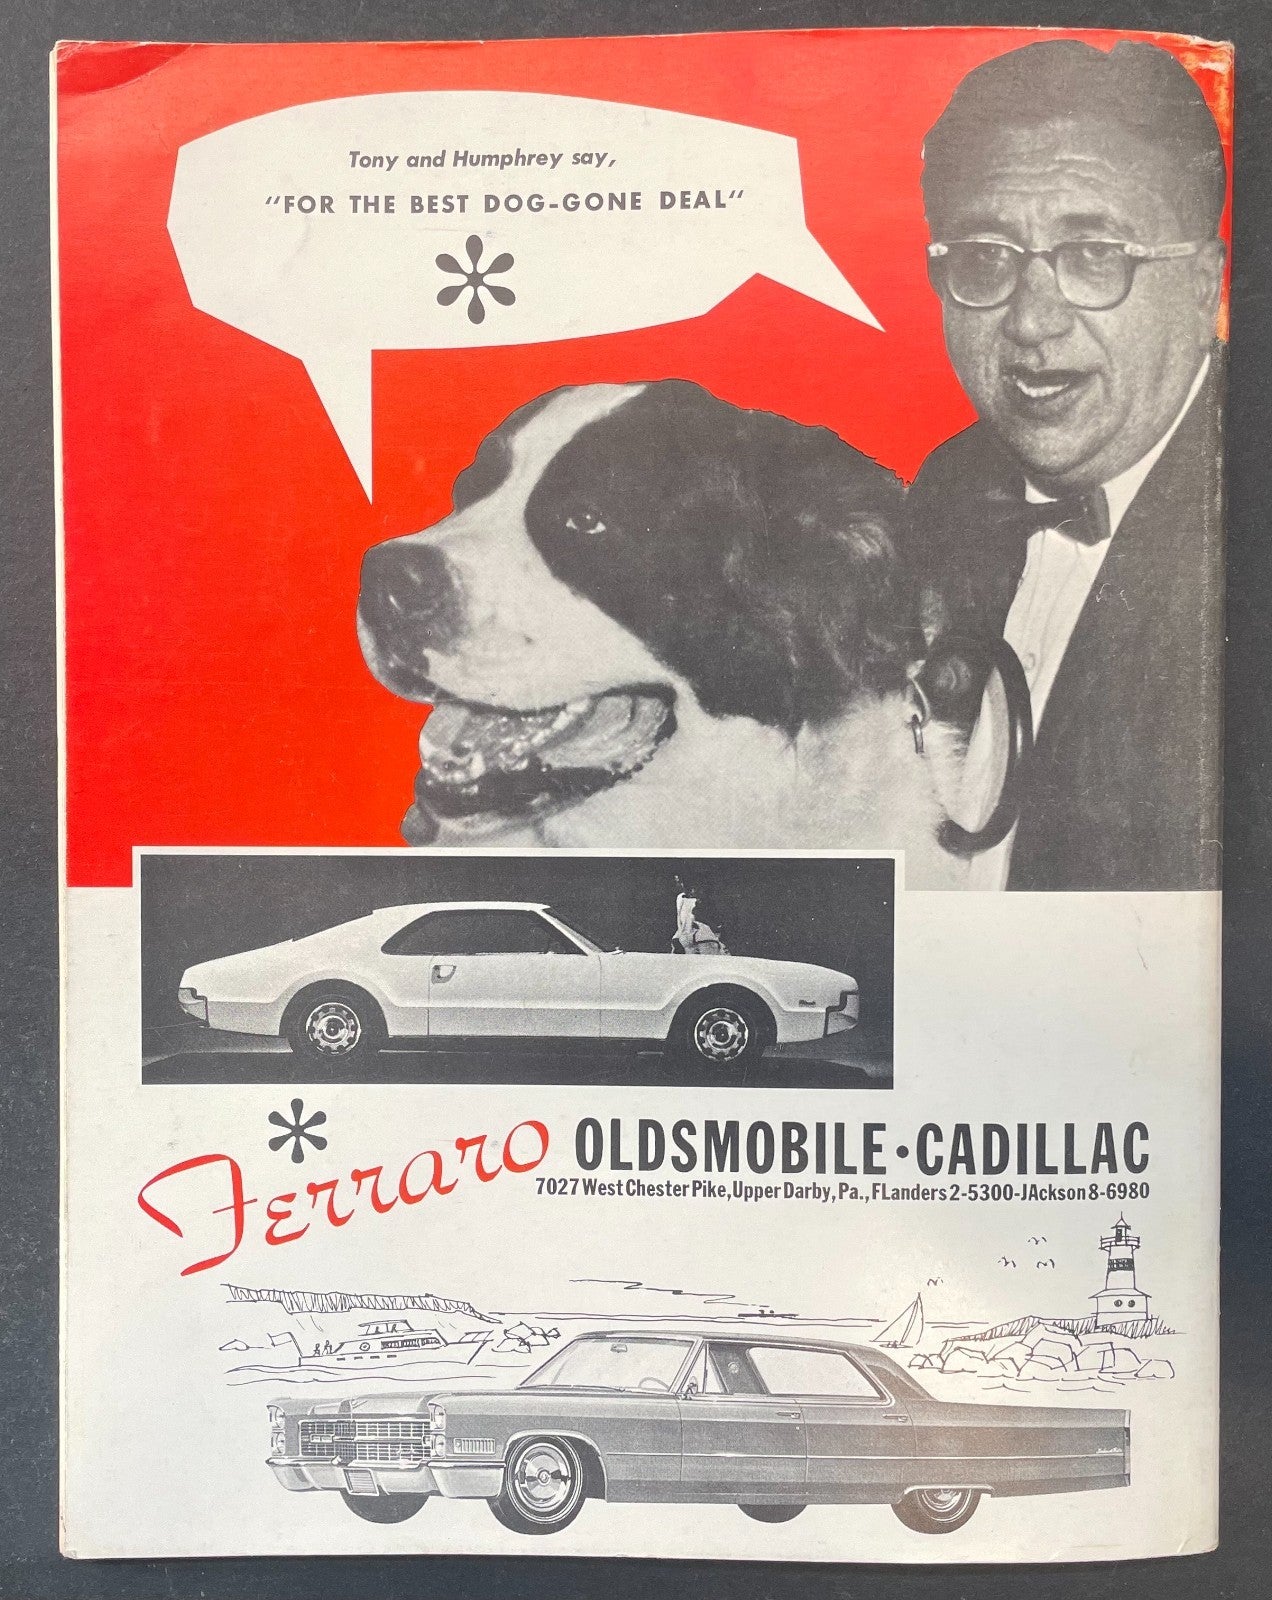 Tony and Humphrey say,
“FOR THE BEST DOG-GONE DEAL“
Ferraro
OLDSMOBILE · CADILLAC
7027 West Chester Pike, Upper Darby, Pa., FLanders 2-5300-JAckson 8-6980